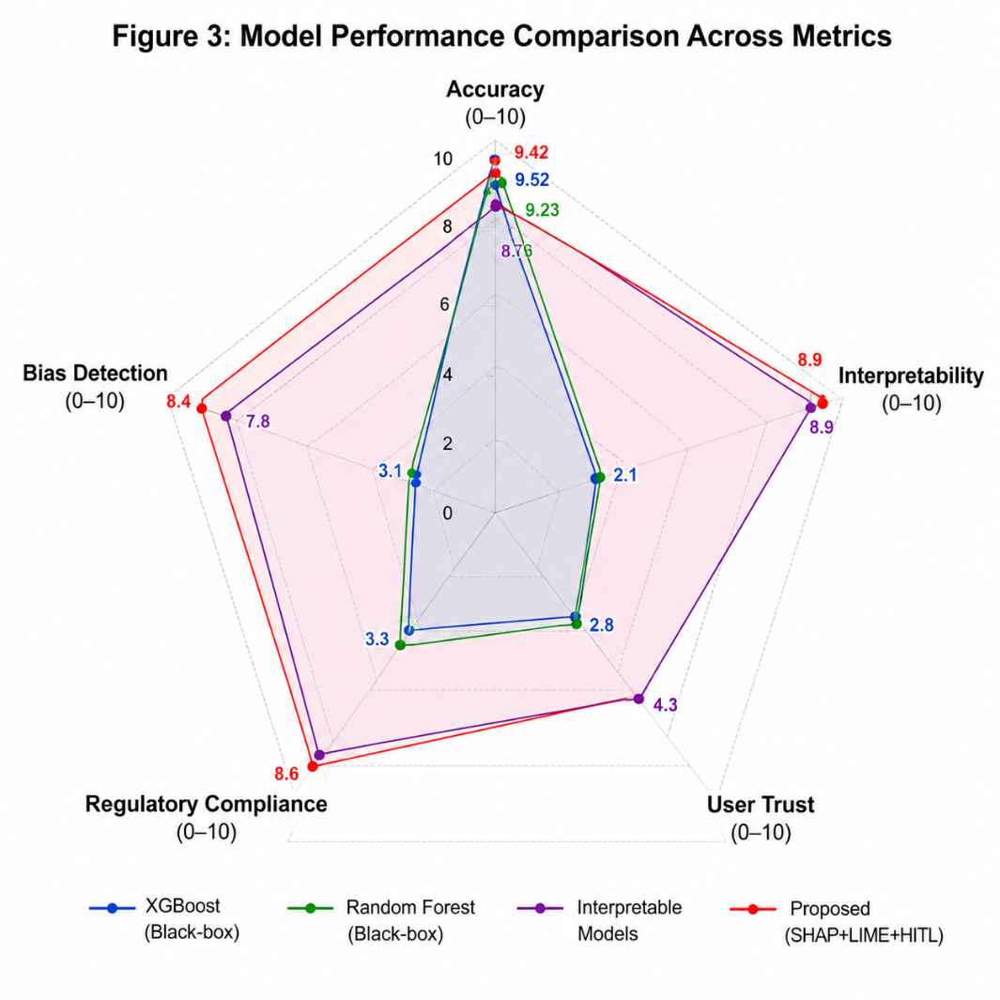 Figure 3: Model Performance Comparison Across Metrics
Accuracy
(0–10)
10
9.42
9.52
9.23
8
8.76
6
4
2
0
Bias Detection
(0–10)
8.4
7.8
3.1
8.9
Interpretability
(0–10)
8.9
2.1
3.3
2.8
4.3
8.6
Regulatory Compliance
(0–10)
User Trust
(0–10)
XGBoost
(Black-box)
Random Forest
(Black-box)
Interpretable
Models
Proposed
(SHAP+LIME+HITL)